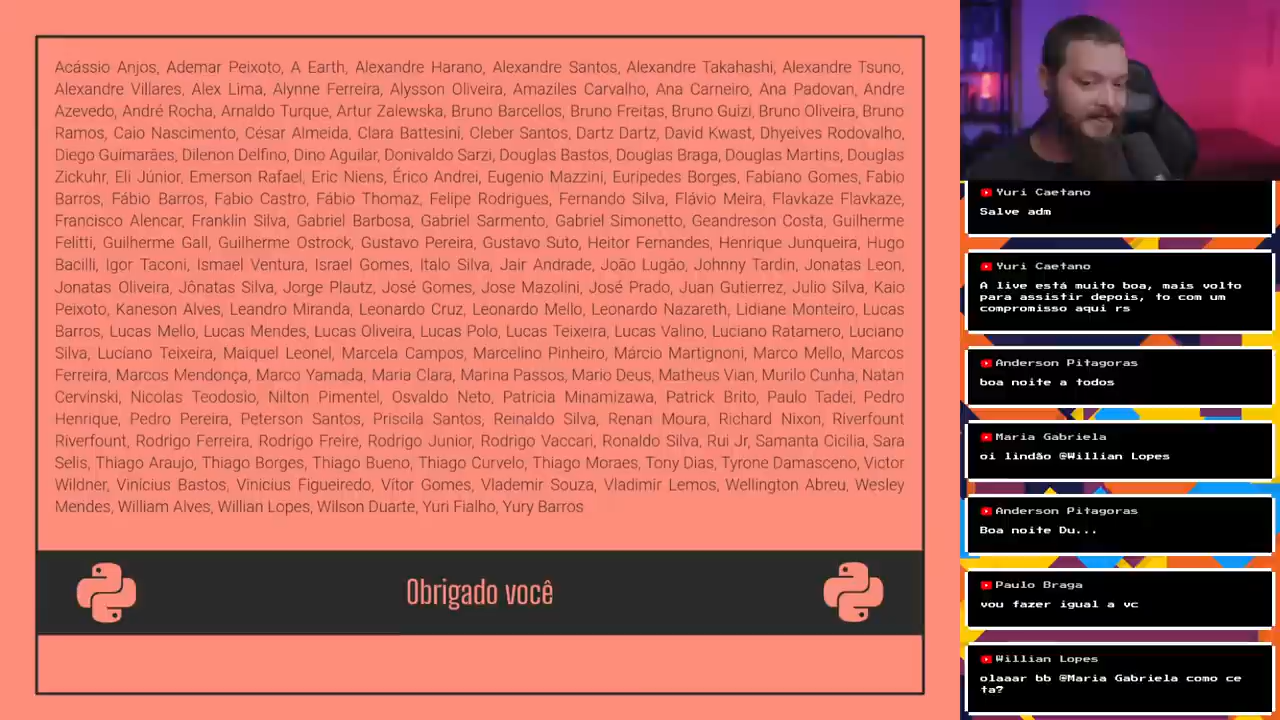 Acássio Anjos, Ademar Peixoto, A Earth, Alexandre Harano, Alexandre Santos, Alexandre Takahashi, Alexandre Tsuno,
Alexandre Villares, Alex Lima, Alynne Ferreira, Alysson Oliveira, Amaziles Carvalho, Ana Carneiro, Ana Padovan, Andre
Azevedo, André Rocha, Arnaldo Turque, Artur Zalewska, Bruno Barcellos, Bruno Freitas, Bruno Guizi, Bruno Oliveira, Bruno
Ramos, Caio Nascimento, César Almeida, Clara Battesini, Cleber Santos, Dartz Dartz, David Kwast, Dhyeives Rodovalho,
Diego Guimarães, Dilenon Delfino, Dino Aguilar, Donivaldo Sarzi, Douglas Bastos, Douglas Braga, Douglas Martins, Douglas
Zickuhr, Eli Júnior, Emerson Rafael, Eric Niens, Érico Andrei, Eugenio Mazzini, Euripedes Borges, Fabiano Gomes, Fabio
Barros, Fábio Barros, Fabio Castro, Fábio Thomaz, Felipe Rodrigues, Fernando Silva, Flávio Meira, Flavkaze Flavkaze,
Francisco Alencar, Franklin Silva, Gabriel Barbosa, Gabriel Sarmento, Gabriel Simonetto, Geandreson Costa, Guilherme
Felitti, Guilherme Gall, Guilherme Ostrock, Gustavo Pereira, Gustavo Suto, Heitor Fernandes, Henrique Junqueira, Hugo
Bacilli, Igor Taconi, Ismael Ventura, Israel Gomes, Italo Silva, Jair Andrade, João Lugão, Johnny Tardin, Jonatas Leon,
Jonatas Oliveira, Jônatas Silva, Jorge Plautz, José Gomes, Jose Mazolini, José Prado, Juan Gutierrez, Julio Silva, Kaio
Peixoto, Kaneson Alves, Leandro Miranda, Leonardo Cruz, Leonardo Mello, Leonardo Nazareth, Lidiane Monteiro, Lucas
Barros, Lucas Mello, Lucas Mendes, Lucas Oliveira, Lucas Polo, Lucas Teixeira, Lucas Valino, Luciano Ratamero, Luciano
Silva, Luciano Teixeira, Maiquel Leonel, Marcela Campos, Marcelino Pinheiro, Márcio Martignoni, Marco Mello, Marcos
Ferreira, Marcos Mendonça, Marco Yamada, Maria Clara, Marina Passos, Mario Deus, Matheus Vian, Murilo Cunha, Natan
Cervinski, Nicolas Teodosio, Nilton Pimentel, Osvaldo Neto, Patricia Minamizawa, Patrick Brito, Paulo Tadei, Pedro
Henrique, Pedro Pereira, Peterson Santos, Priscila Santos, Reinaldo Silva, Renan Moura, Richard Nixon, Riverfount
Riverfount, Rodrigo Ferreira, Rodrigo Freire, Rodrigo Junior, Rodrigo Vaccari, Ronaldo Silva, Rui Jr, Samanta Cicilia, Sara
Selis, Thiago Araujo, Thiago Borges, Thiago Bueno, Thiago Curvelo, Thiago Moraes, Tony Dias, Tyrone Damasceno, Victor
Wildner, Vinícius Bastos, Vinicius Figueiredo, Vítor Gomes, Vlademir Souza, Vladimir Lemos, Wellington Abreu, Wesley
Mendes, William Alves, Willian Lopes, Wilson Duarte, Yuri Fialho, Yury Barros
Obrigado você
Yuri Caetano
Salve adm
Yuri Caetano
A live está muito boa, mais volto
para assistir depois, to com um
compromisso aqui rs
Anderson Pitagoras
boa noite a todos
Maria Gabriela
oi lindão @Willian Lopes
Anderson Pitagoras
Boa noite Du...
Paulo Braga
vou fazer igual a vc
Willian Lopes
olaaar bb @Maria Gabriela como ce
ta?